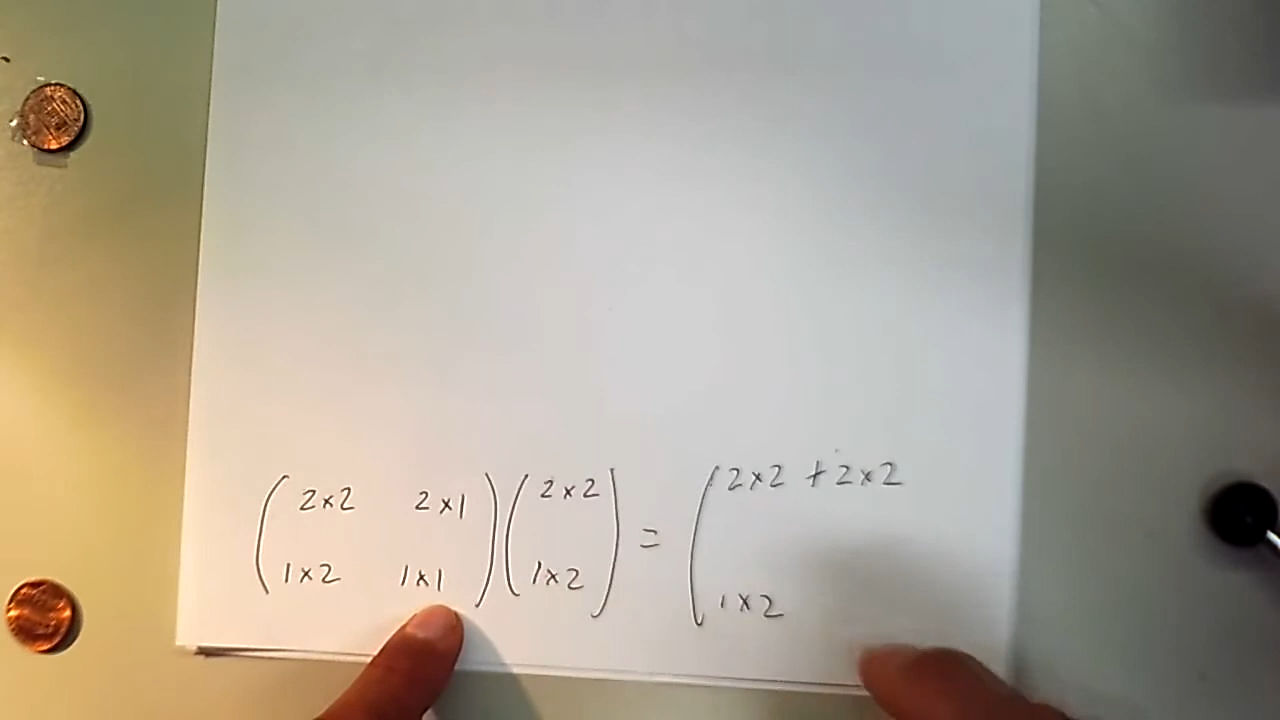 ( 2×2 2×1 ) ( 2×2 ) = ( 2×2 + 2×2
1×2 1×1 1×2 1×2